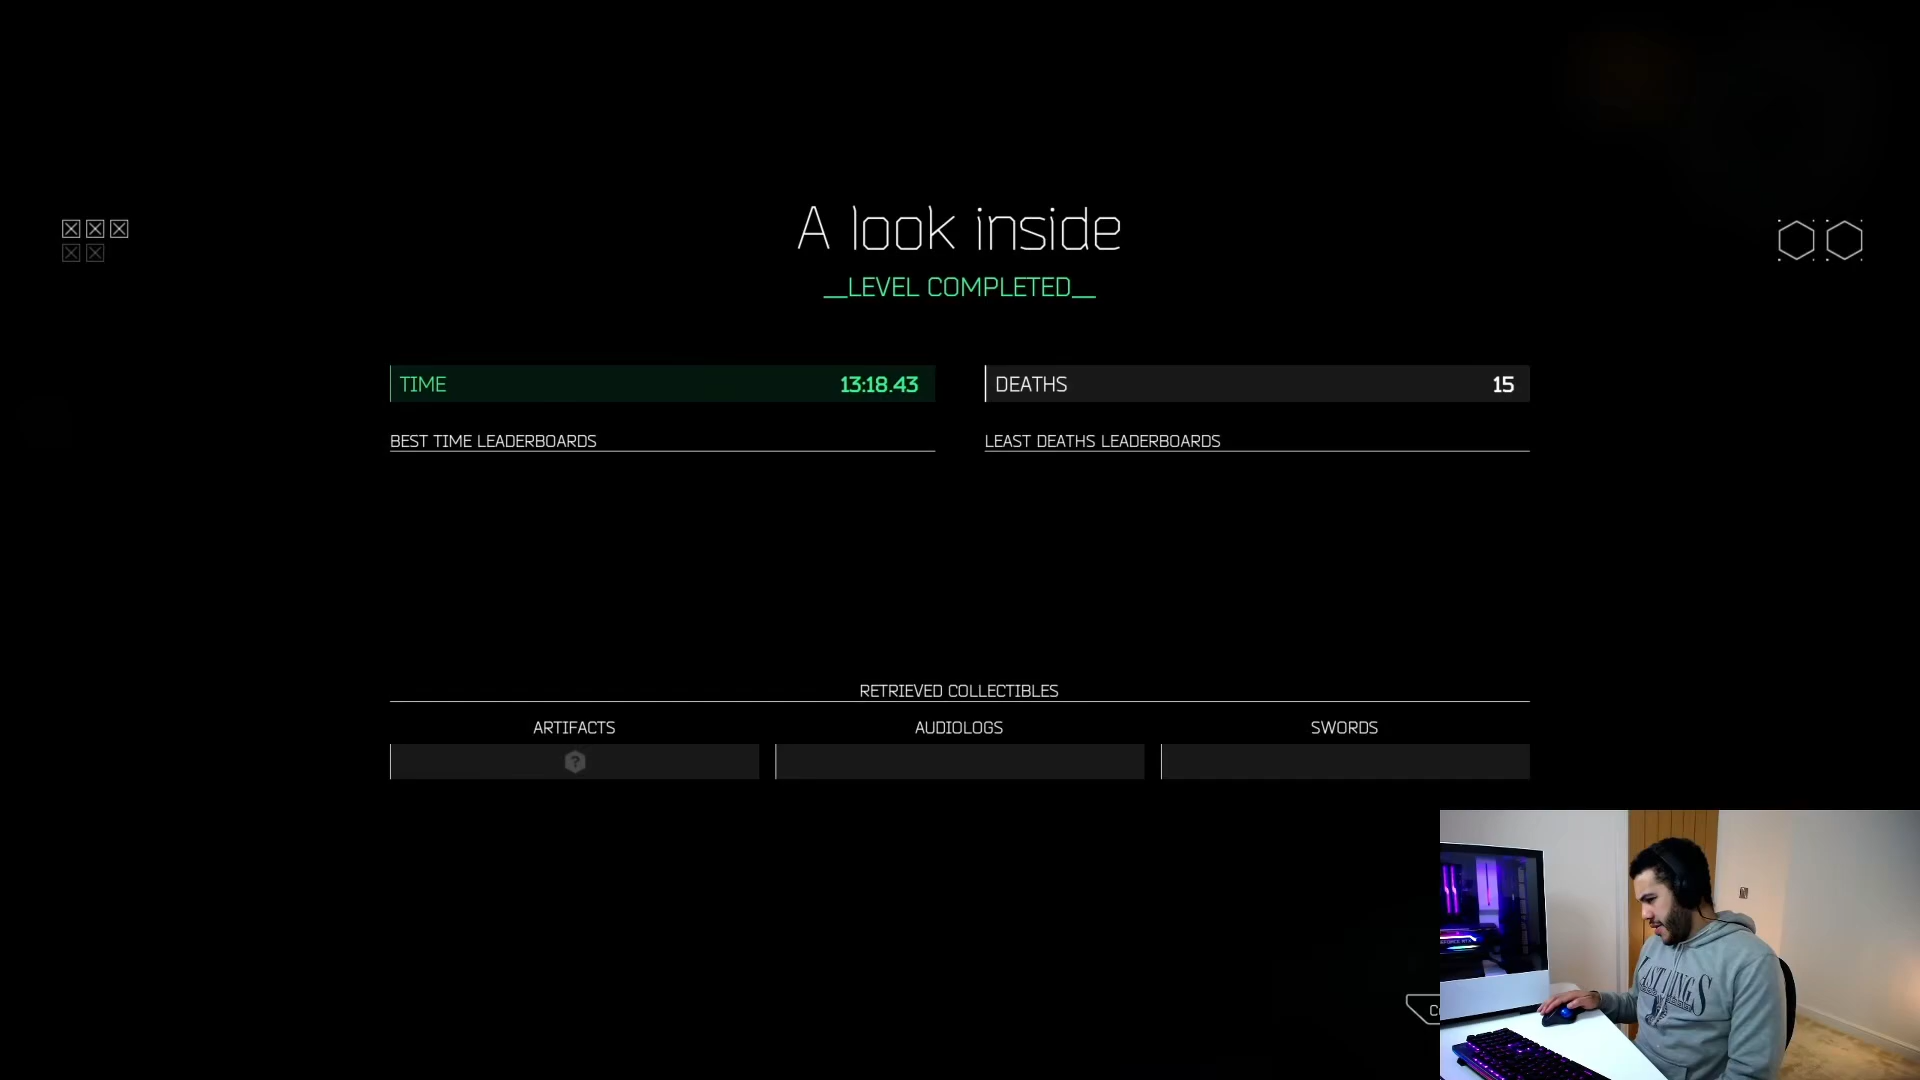 A look inside
__LEVEL COMPLETED__
TIME 13:18.43
DEATHS 15
BEST TIME LEADERBOARDS
LEAST DEATHS LEADERBOARDS
RETRIEVED COLLECTIBLES
ARTIFACTS
AUDIOLOGS
SWORDS
?